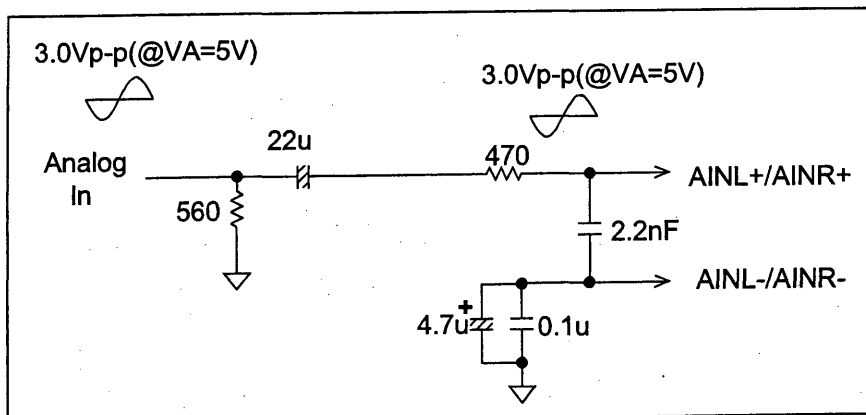 3.0Vp-p(@VA=5V)
3.0Vp-p(@VA=5V)
22u
470
Analog
In
AINL+/AINR+
560
2.2nF
AINL-/AINR-
+
4.7u
0.1u